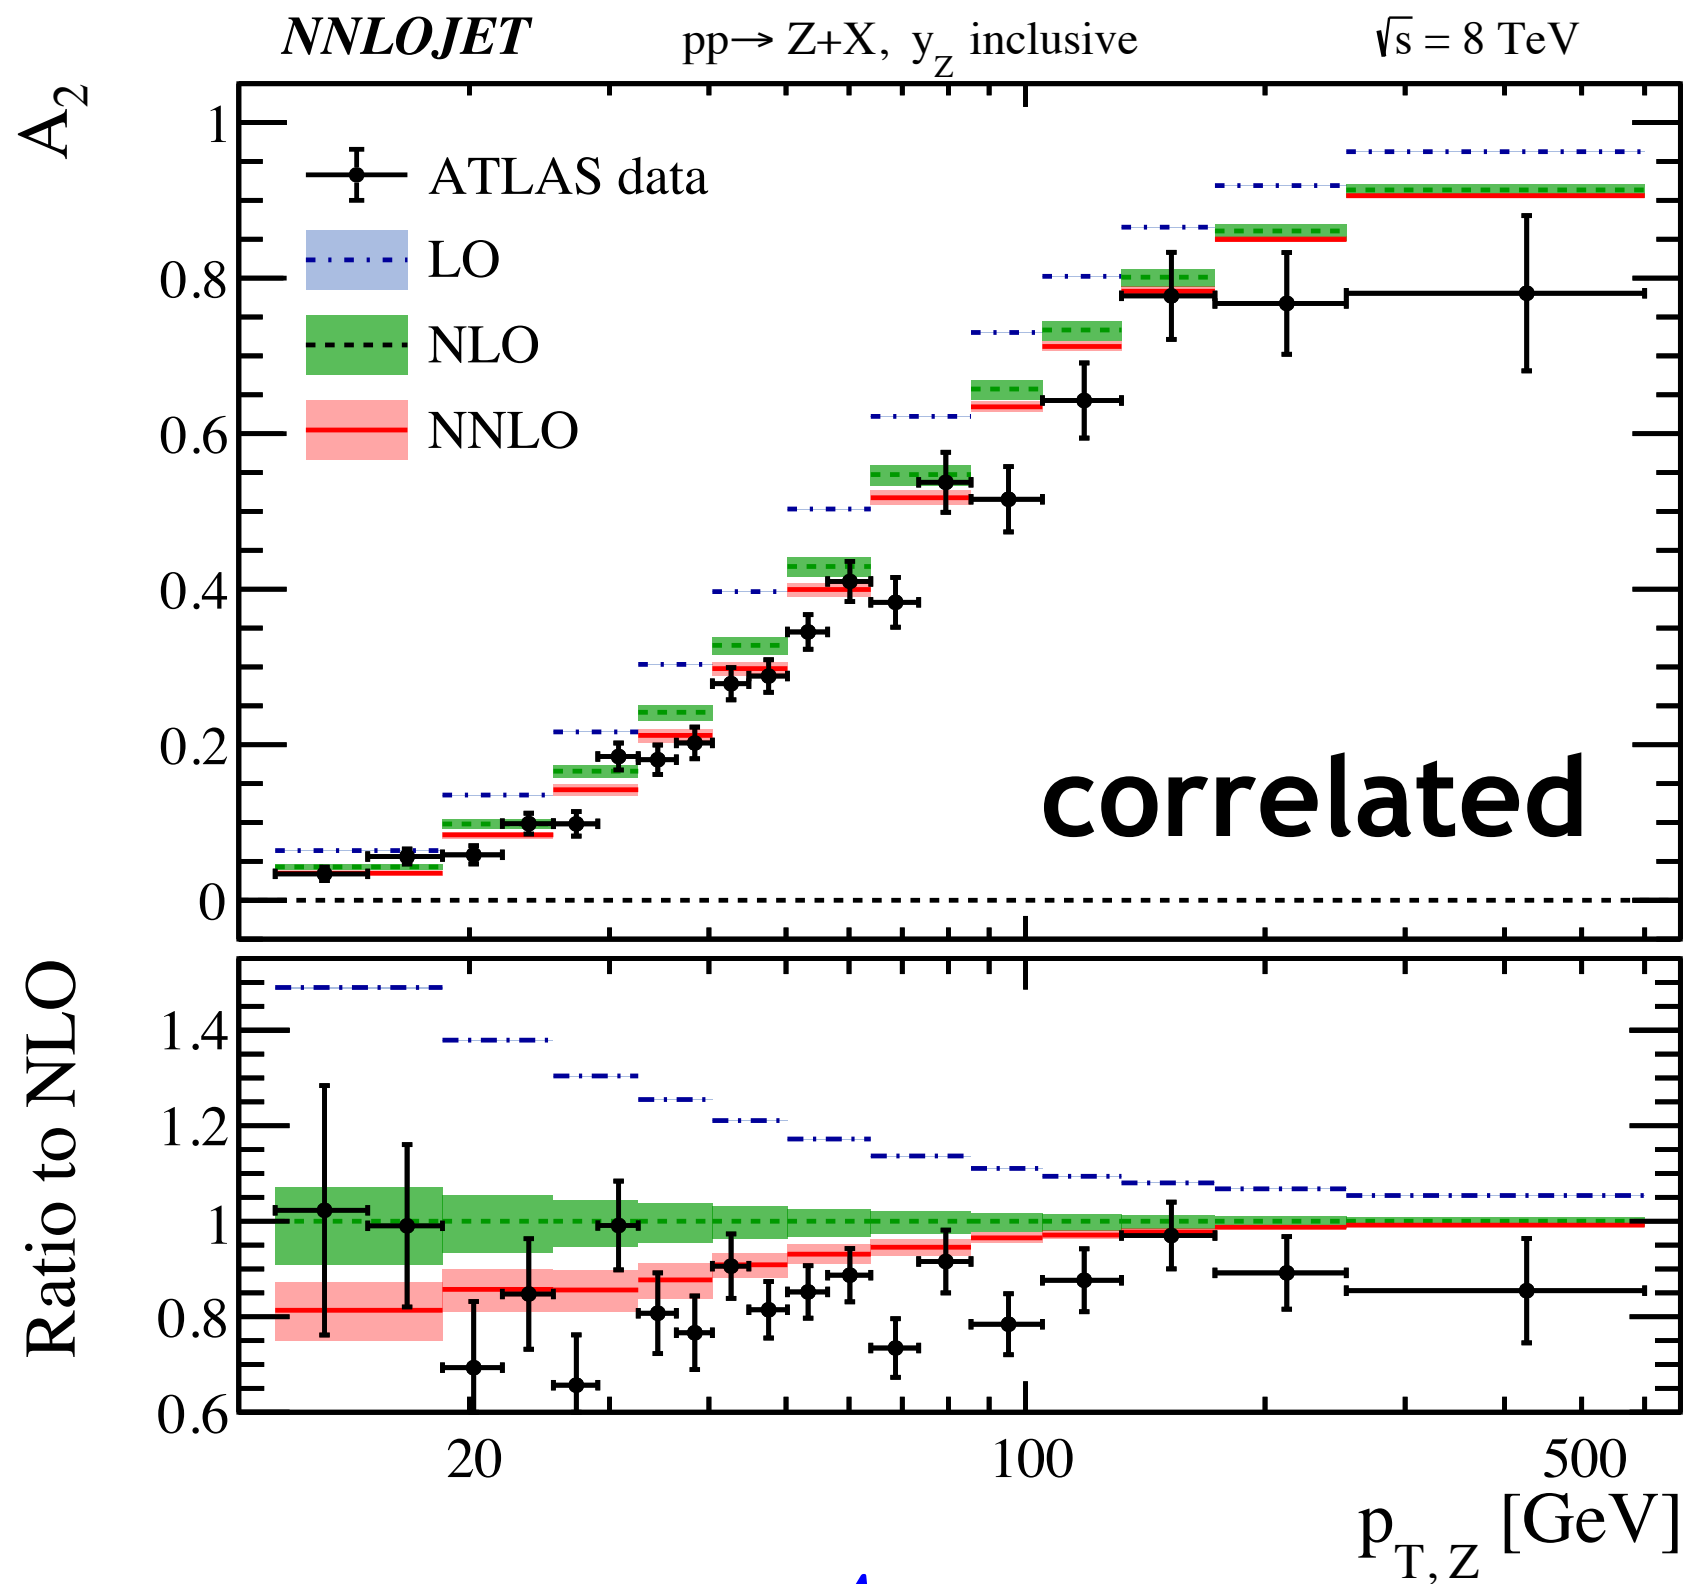 NNLOJET pp→ Z+X, y_Z inclusive √s = 8 TeV
A_2
1
0.8
0.6
0.4
0.2
0
ATLAS data
LO
NLO
NNLO
correlated
Ratio to NLO
1.4
1.2
1
0.8
0.6
20 100 500
p_T, Z [GeV]